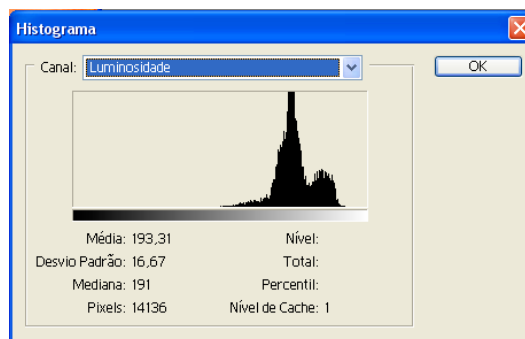 Histograma
Canal: Luminosidade
OK
Média: 193,31 Nível:
Desvio Padrão: 16,67 Total:
Mediana: 191 Percentil:
Pixels: 14136 Nível de Cache: 1